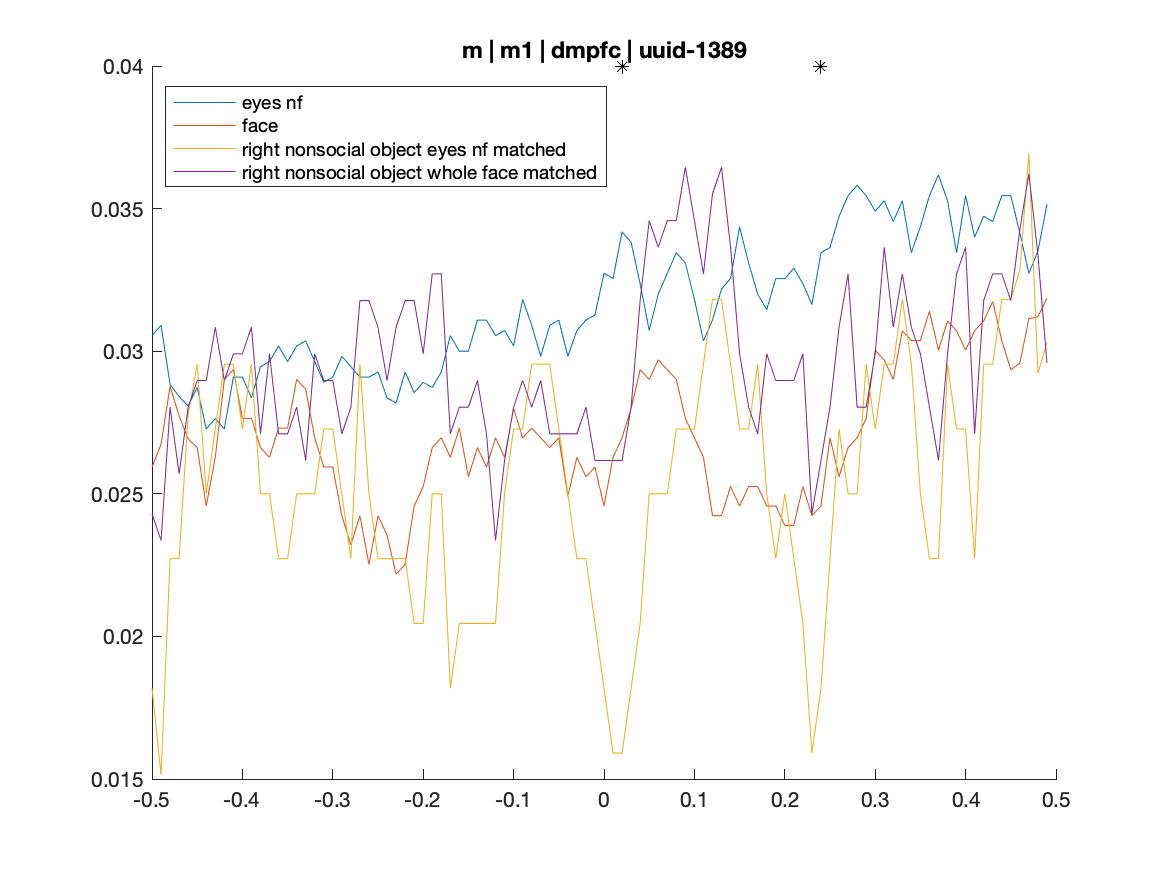 m | m1 | dmpfc | uuid-1389
0.04
eyes nf
face
right nonsocial object eyes nf matched
right nonsocial object whole face matched
0.035
0.03
0.025
0.02
0.015
-0.5 -0.4 -0.3 -0.2 -0.1 0 0.1 0.2 0.3 0.4 0.5